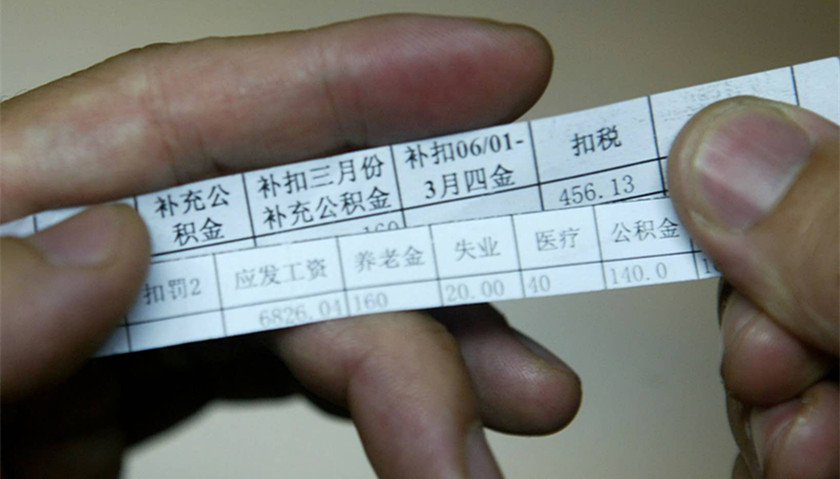 补充公
积金
补扣三月份
补充公积金
补扣06/01-
3月四金
扣税
456.13
扣罚2
应发工资
养老金
失业
医疗
公积金
6826.04
160
20.00
40
140.0